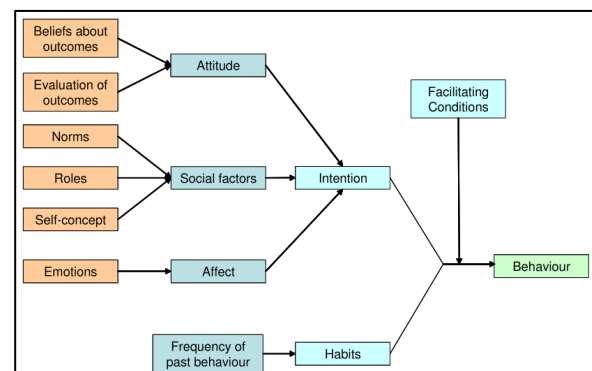 Beliefs about
outcomes
Attitude
Evaluation of
outcomes
Facilitating
Conditions
Norms
Roles
Social factors
Intention
Self-concept
Emotions
Affect
Behaviour
Frequency of
past behaviour
Habits